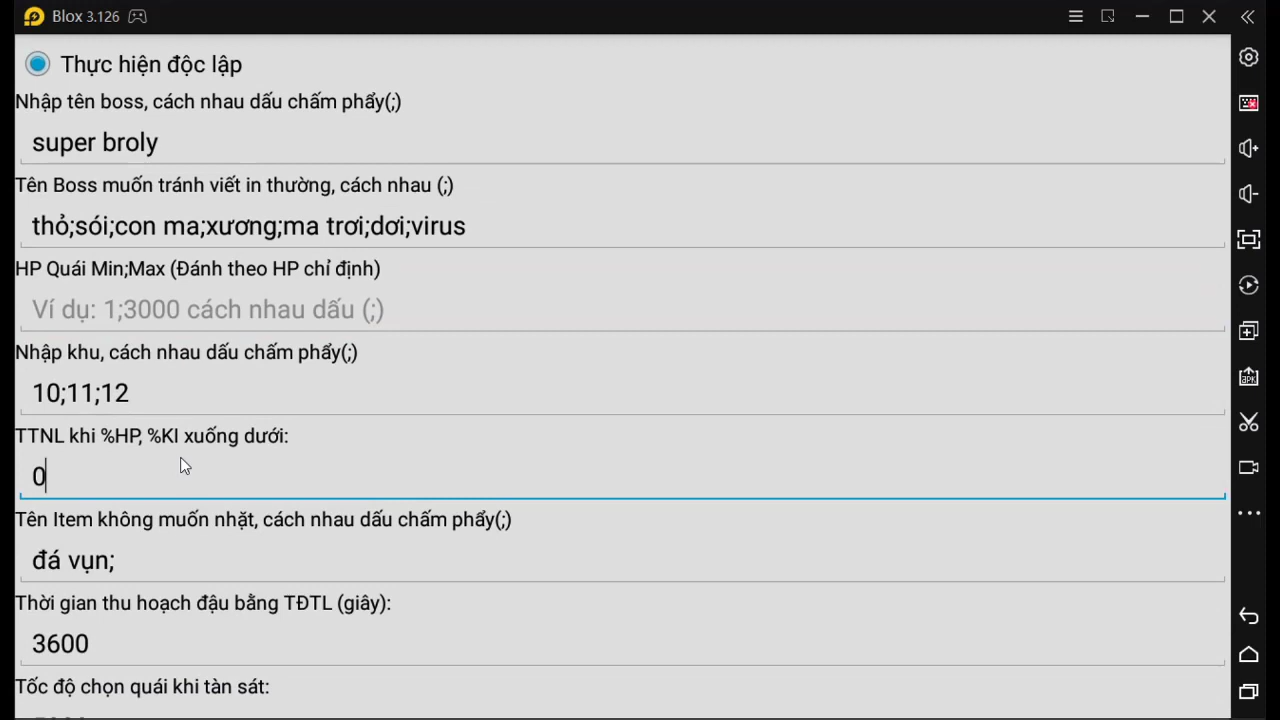 Blox 3.126
Thực hiện độc lập
Nhập tên boss, cách nhau dấu chấm phẩy(;)
super broly
Tên Boss muốn tránh viết in thường, cách nhau (;)
thỏ;sói;con ma;xương;ma trơi;dơi;virus
HP Quái Min;Max (Đánh theo HP chỉ định)
Ví dụ: 1;3000 cách nhau dấu (;)
Nhập khu, cách nhau dấu chấm phẩy(;)
10;11;12
TTNL khi %HP, %KI xuống dưới:
0
Tên Item không muốn nhặt, cách nhau dấu chấm phẩy(;)
đá vụn;
Thời gian thu hoạch đậu bằng TĐTL (giây):
3600
Tốc độ chọn quái khi tàn sát: